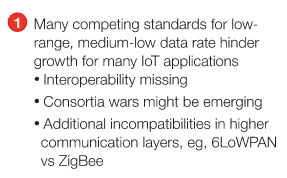 1 Many competing standards for low-
range, medium-low data rate hinder
growth for many IoT applications
• Interoperability missing
• Consortia wars might be emerging
• Additional incompatibilities in higher
communication layers, eg, 6LoWPAN
vs ZigBee